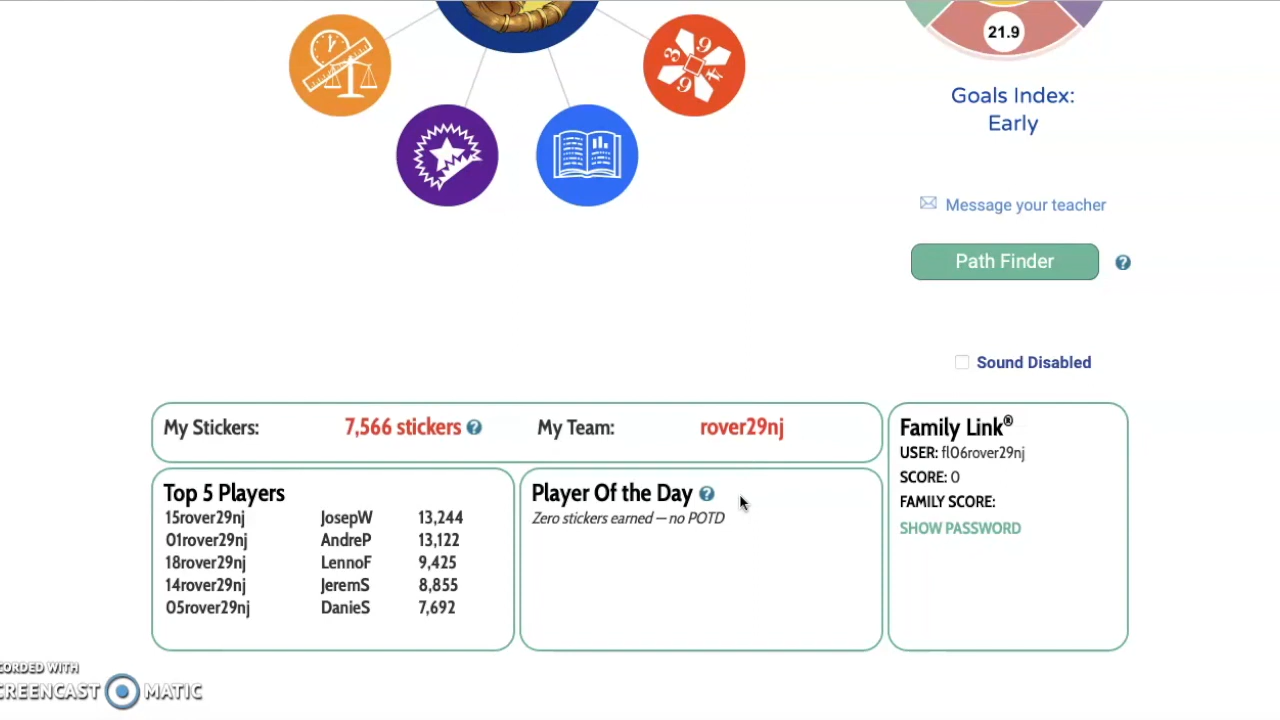 21.9
Goals Index:
Early
Message your teacher
Path Finder ?
Sound Disabled
My Stickers: 7,566 stickers ? My Team: rover29nj
Top 5 Players
15rover29nj JosepW 13,244
01rover29nj AndreP 13,122
18rover29nj LennoF 9,425
14rover29nj JeremS 8,855
05rover29nj DanieS 7,692
Player Of the Day ?
Zero stickers earned – no POTD
Family Link®
USER: fl06rover29nj
SCORE: 0
FAMILY SCORE:
SHOW PASSWORD
CORDED WITH
CREENCAST MATIC